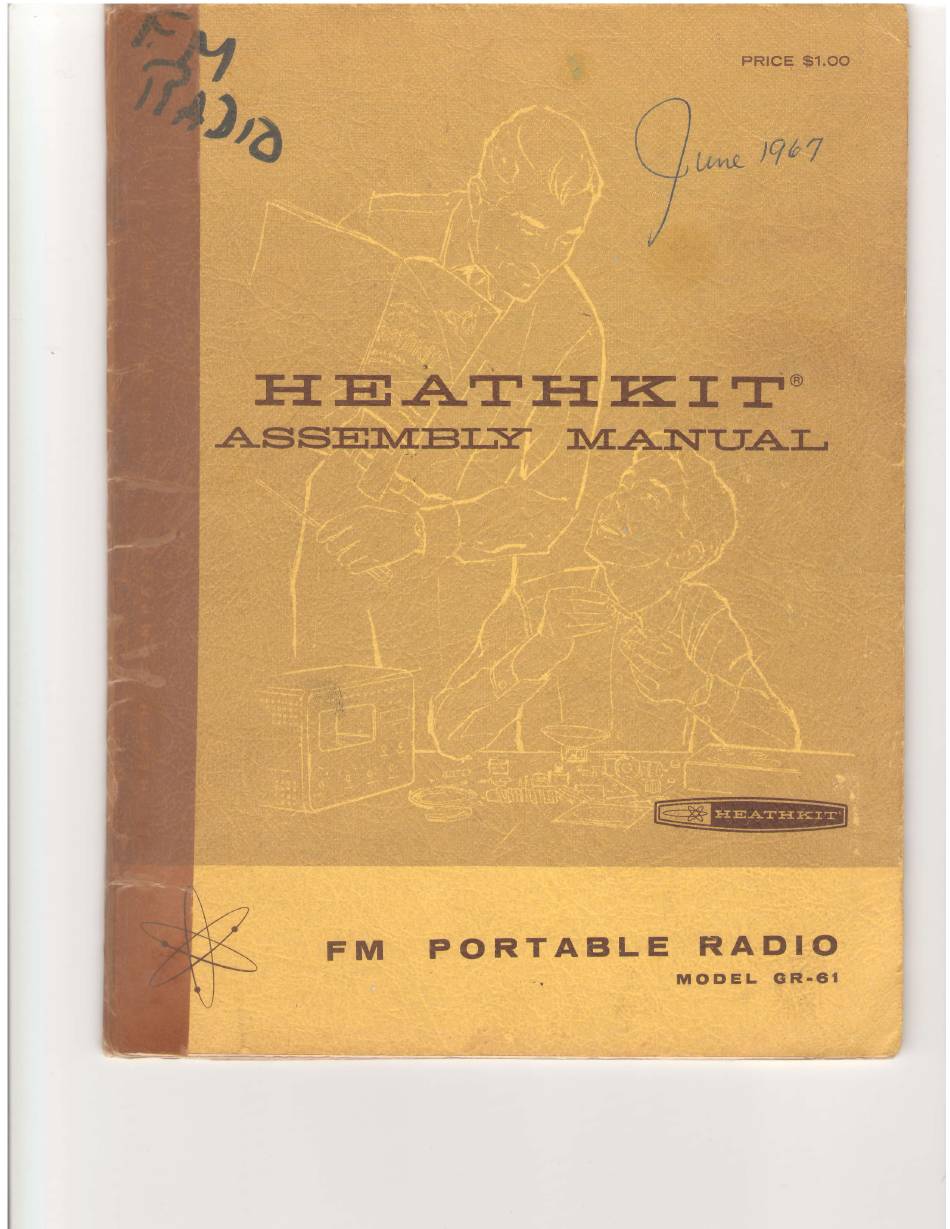 FM
RADIO
PRICE $1.00
June 1967
HEATHKIT®
ASSEMBLY MANUAL
HEATHKIT
FM PORTABLE RADIO
MODEL GR-61